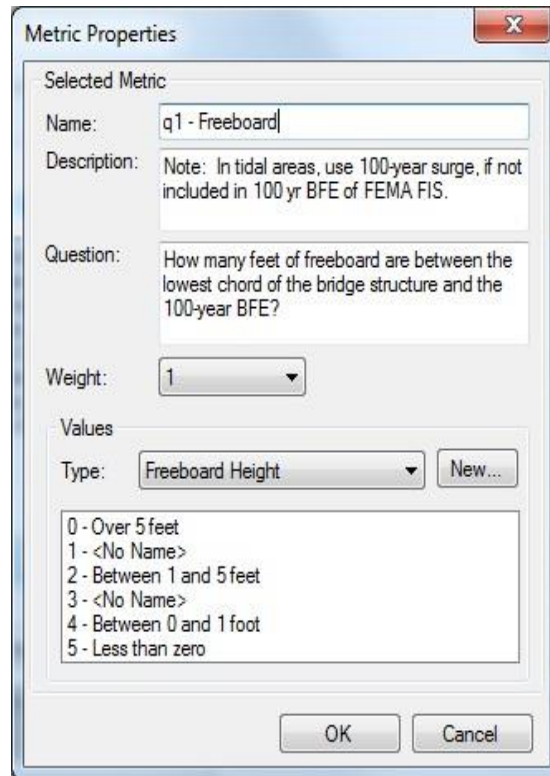 Metric Properties
Selected Metric
Name: q1 - Freeboard
Description: Note: In tidal areas, use 100-year surge, if not
included in 100 yr BFE of FEMA FIS.
Question: How many feet of freeboard are between the
lowest chord of the bridge structure and the
100-year BFE?
Weight: 1
Values
Type: Freeboard Height New...
0 - Over 5 feet
1 - <No Name>
2 - Between 1 and 5 feet
3 - <No Name>
4 - Between 0 and 1 foot
5 - Less than zero
OK Cancel